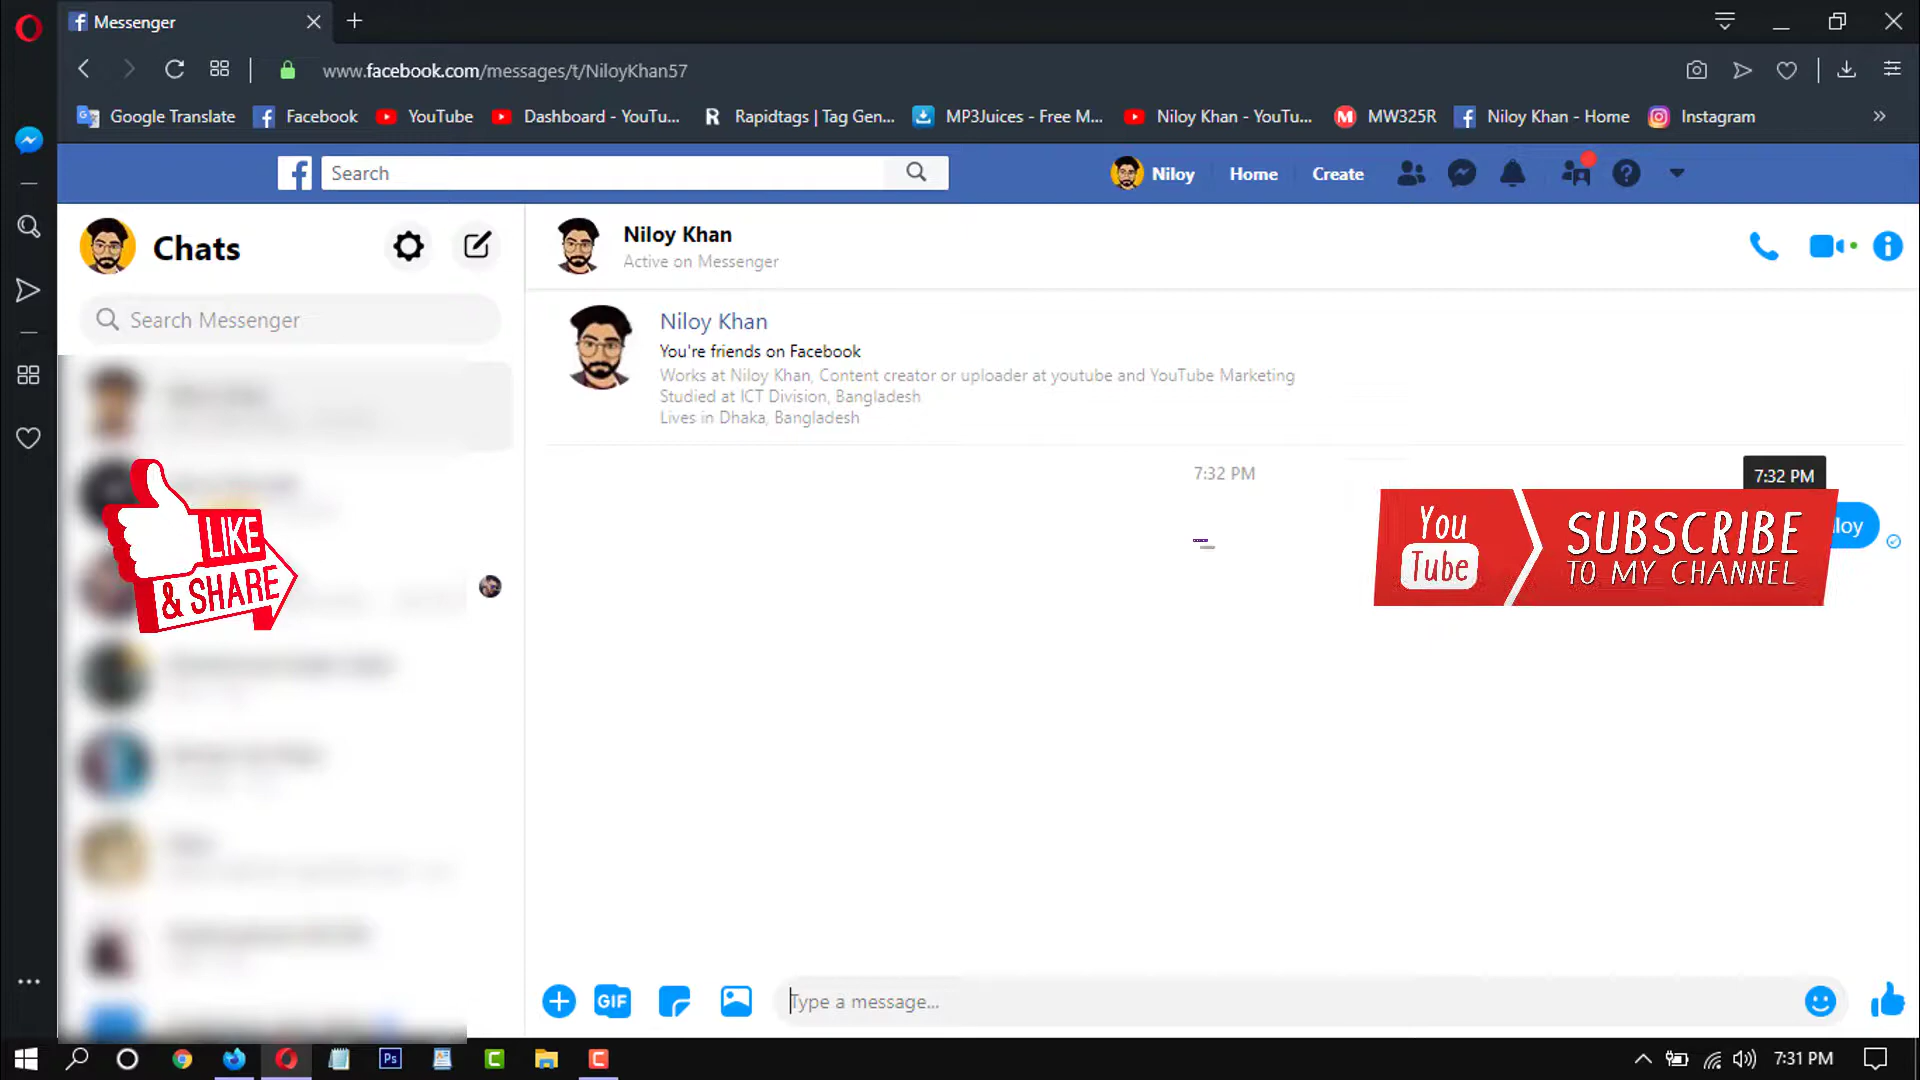 Messenger
www.facebook.com/messages/t/NiloyKhan57
Google Translate
Facebook
YouTube
Dashboard - YouTu...
R Rapidtags | Tag Gen...
MP3Juices - Free M...
Niloy Khan - YouTu...
MW325R
Niloy Khan - Home
Instagram
Search
Niloy
Home
Create
Chats
Search Messenger
Niloy Khan
Active on Messenger
Niloy Khan
You're friends on Facebook
Works at Niloy Khan, Content creator or uploader at youtube and YouTube Marketing
Studied at ICT Division, Bangladesh
Lives in Dhaka, Bangladesh
7:32 PM
7:32 PM
LIKE
& SHARE
You
Tube
SUBSCRIBE
TO MY CHANNEL
loy
GIF
Type a message...
Ps
7:31 PM